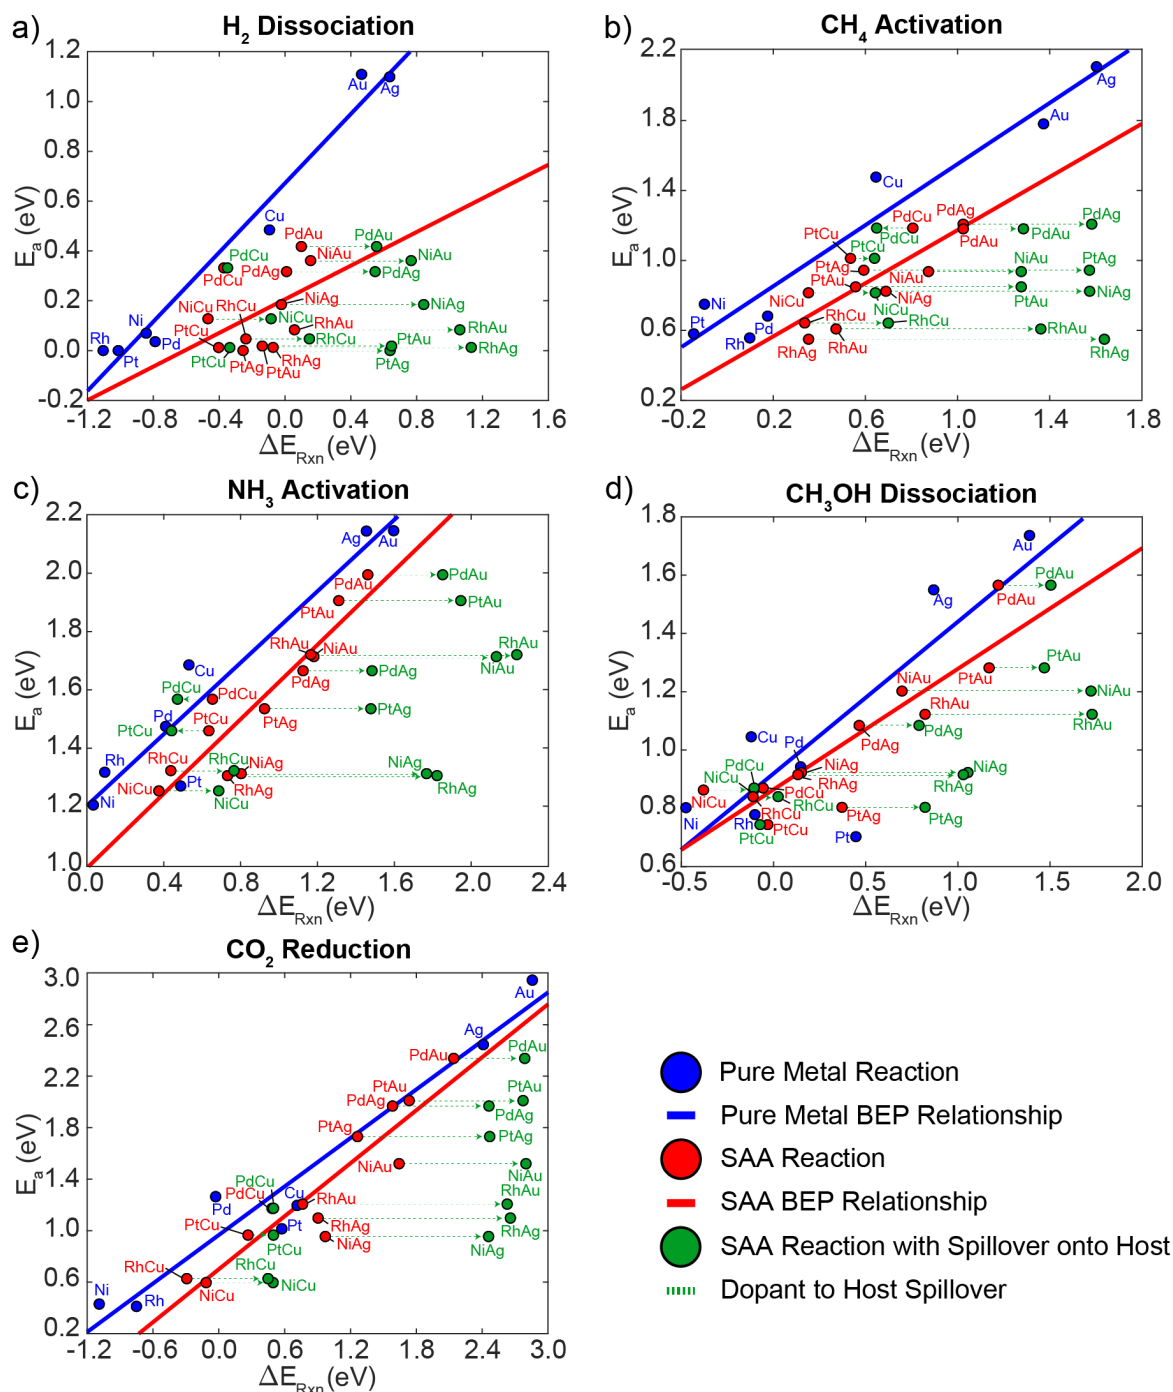 a)
H₂ Dissociation
1.2
1.0
0.8
0.6
0.4
0.2
0.0
-0.2
Eₐ (eV)
-1.2 -0.8 -0.4 0.0 0.4 0.8 1.2 1.6
ΔE_Rxn (eV)
Au
Ag
Cu
PdAu
PdAu
NiAu
NiAu
PdCu
PdCu
PdAg
PdAg
NiCu
RhCu
NiAg
NiAg
NiCu
Ni
Rh
Pt
Pd
PtCu
PtCu
RhCu
RhAu
RhAu
PtAu
RhAg
RhAg
PtAg
PtAu
PtAg
b)
CH₄ Activation
2.2
1.8
1.4
1.0
0.6
0.2
Eₐ (eV)
-0.2 0.2 0.6 1.0 1.4 1.8
ΔE_Rxn (eV)
Ag
Au
Cu
PdAg
PdAg
PdCu
PdCu
PdAu
PdAu
PtCu
PtCu
PtAg
PtAg
NiAu
NiAu
PtAu
PtAu
NiCu
NiCu
NiAg
NiAg
Ni
Pt
Pd
Rh
RhCu
RhCu
RhAu
RhAu
RhAg
RhAg
c)
NH₃ Activation
2.2
2.0
1.8
1.6
1.4
1.2
1.0
Eₐ (eV)
0.0 0.4 0.8 1.2 1.6 2.0 2.4
ΔE_Rxn (eV)
Ag
Au
PdAu
PdAu
PtAu
PtAu
RhAu
NiAu
RhAu
NiAu
Cu
PdAg
PdAg
PdCu
PdCu
PtAg
PtAg
Pd
PtCu
PtCu
Rh
RhCu
RhCu
NiAg
NiAg
RhAg
RhAg
Ni
NiCu
Pt
NiCu
d)
CH₃OH Dissociation
1.8
1.6
1.4
1.2
1.0
0.8
0.6
Eₐ (eV)
-0.5 0.0 0.5 1.0 1.5 2.0
ΔE_Rxn (eV)
Au
Ag
PdAu
PdAu
PtAu
PtAu
NiAu
NiAu
RhAu
RhAu
PdAg
PdAg
Cu
Pd
PdCu
NiAg
NiAg
RhAg
RhAg
NiCu
NiCu
PdCu
RhCu
RhCu
Ni
Rh
PtCu
PtCu
PtAg
PtAg
Pt
e)
CO₂ Reduction
3.0
2.6
2.2
1.8
1.4
1.0
0.6
0.2
Eₐ (eV)
-1.2 -0.6 0.0 0.6 1.2 1.8 2.4 3.0
ΔE_Rxn (eV)
Au
Ag
PdAu
PdAu
PtAu
PtAu
PdAg
PdAg
PtAg
PtAg
NiAu
NiAu
PdCu
PdCu
Cu
RhAu
RhAu
Pd
PtCu
PtCu
Pt
RhAg
RhAg
NiAg
NiAg
RhCu
RhCu
NiCu
NiCu
Ni
Rh
Pure Metal Reaction
Pure Metal BEP Relationship
SAA Reaction
SAA BEP Relationship
SAA Reaction with Spillover onto Host
Dopant to Host Spillover